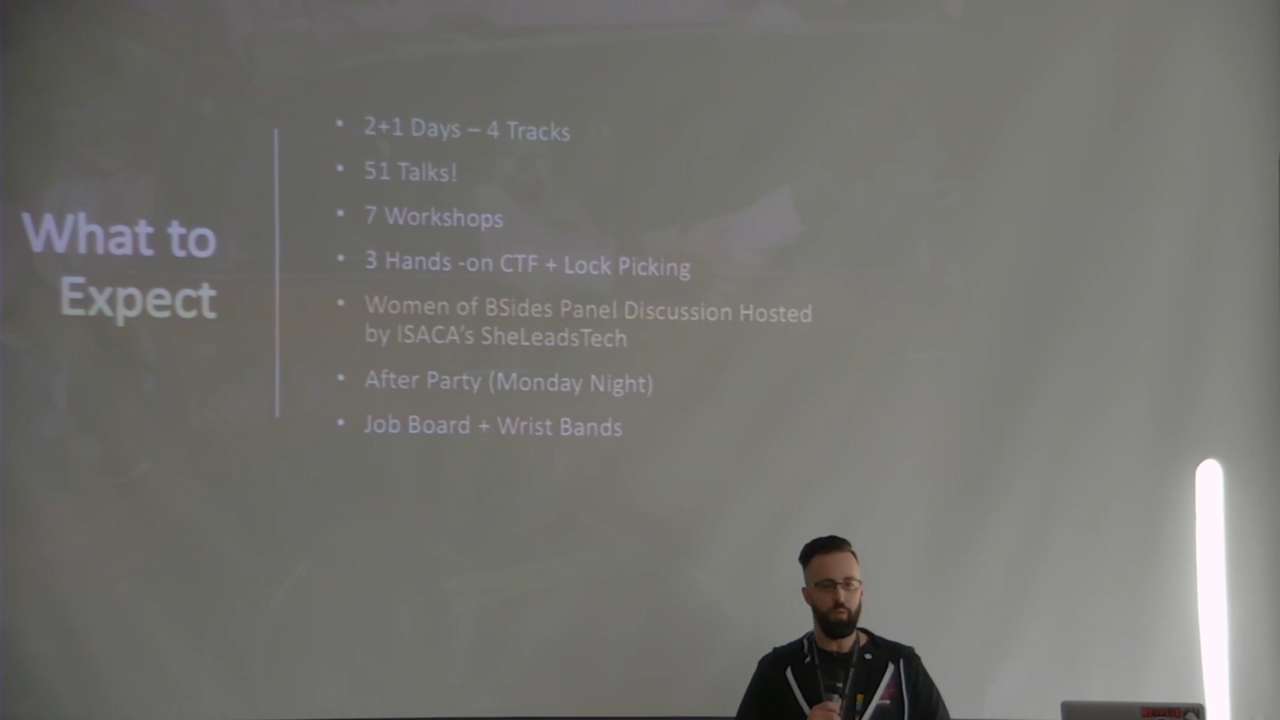 What to
Expect
• 2+1 Days – 4 Tracks
• 51 Talks!
• 7 Workshops
• 3 Hands -on CTF + Lock Picking
• Women of BSides Panel Discussion Hosted
by ISACA's SheLeadsTech
• After Party (Monday Night)
• Job Board + Wrist Bands